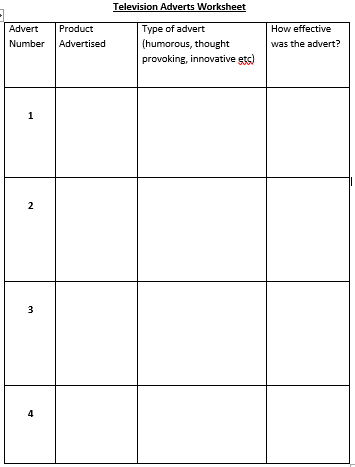 Television Adverts Worksheet
Advert
Number
Product
Advertised
Type of advert
(humorous, thought
provoking, innovative etc)
How effective
was the advert?
1
2
3
4